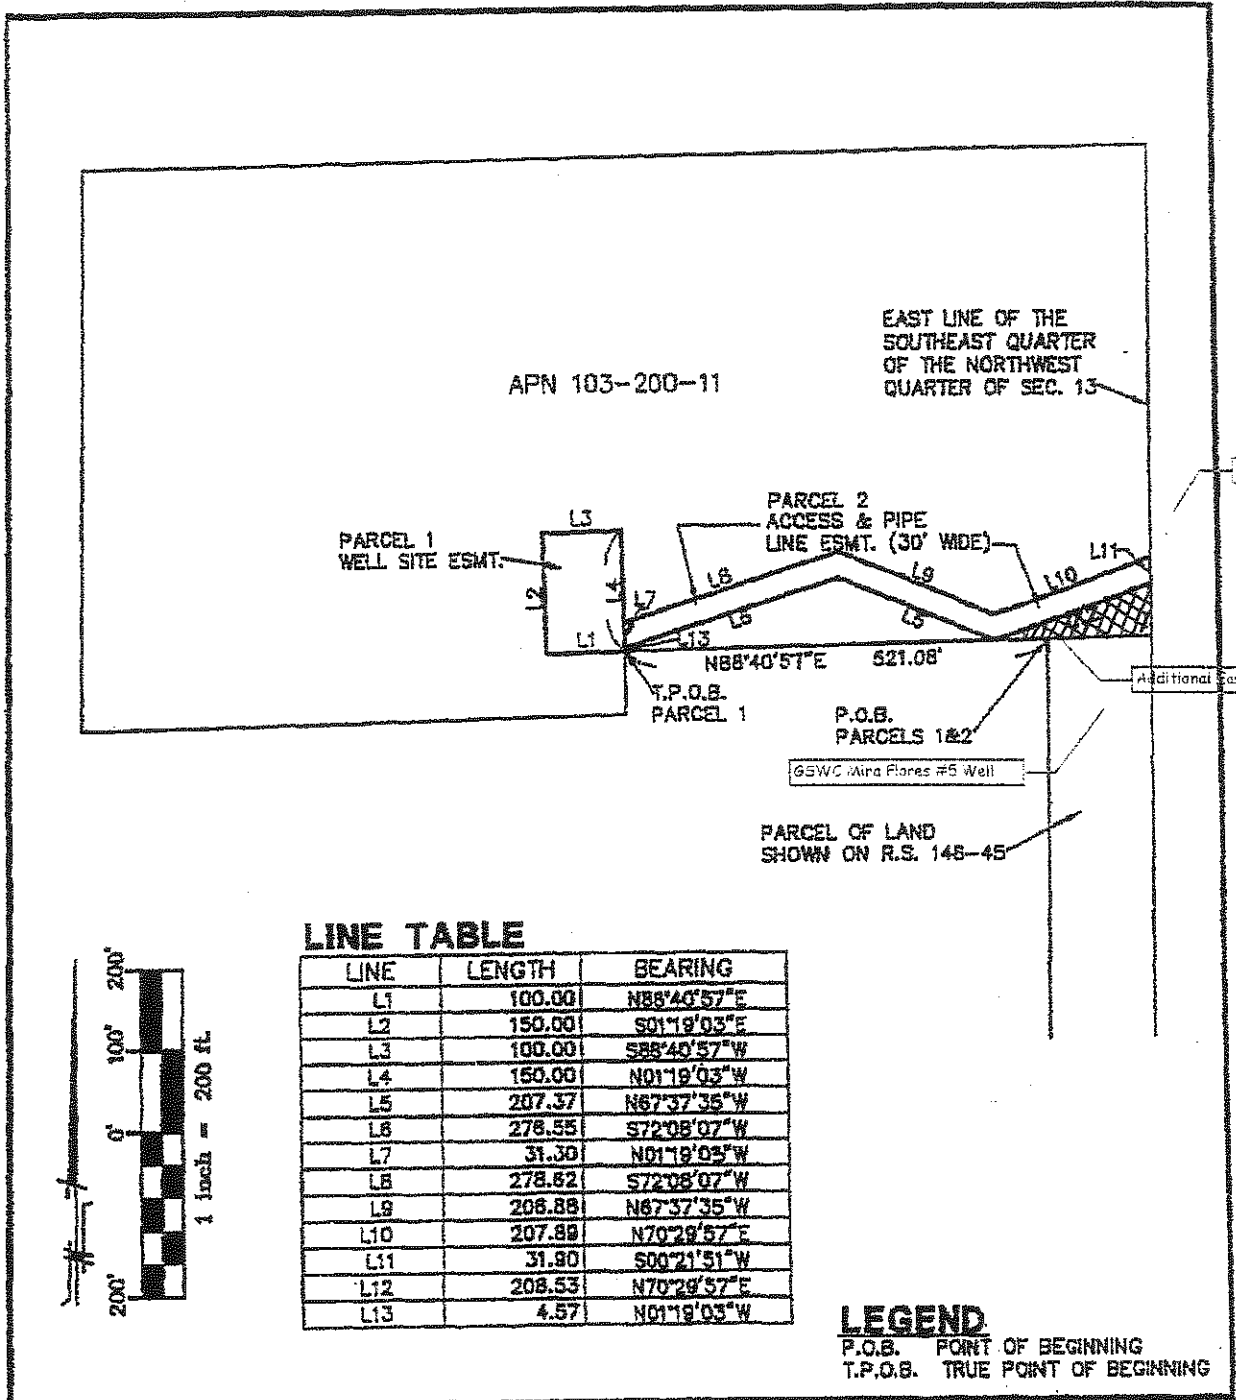 EAST LINE OF THE
SOUTHEAST QUARTER
OF THE NORTHWEST
QUARTER OF SEC. 13
APN 103-200-11
PARCEL 1
WELL SITE ESMT.
PARCEL 2
ACCESS & PIPE
LINE ESMT. (30' WIDE)
L3
L2
L4
L1
L7
L8
L6
L13
L9
L5
L10
L11
N88°40'57"E 521.08'
T.P.O.B.
PARCEL 1
P.O.B.
PARCELS 1&2
Additional
GSWC Mira Flores #5 Well
PARCEL OF LAND
SHOWN ON R.S. 148-45
200'
100'
0'
200'
1 inch = 200 ft.
LINE TABLE
LINE LENGTH BEARING
L1 100.00 N88°40'57"E
L2 150.00 S01°19'03"E
L3 100.00 S88°40'57"W
L4 150.00 N01°19'03"W
L5 207.37 N67°37'35"W
L6 276.55 S72°08'07"W
L7 31.30 N01°19'03"W
L8 278.62 S72°08'07"W
L9 206.88 N67°37'35"W
L10 207.89 N70°29'57"E
L11 31.90 S00°21'51"W
L12 208.53 N70°29'57"E
L13 4.57 N01°19'03"W
LEGEND
P.O.B. POINT OF BEGINNING
T.P.O.B. TRUE POINT OF BEGINNING